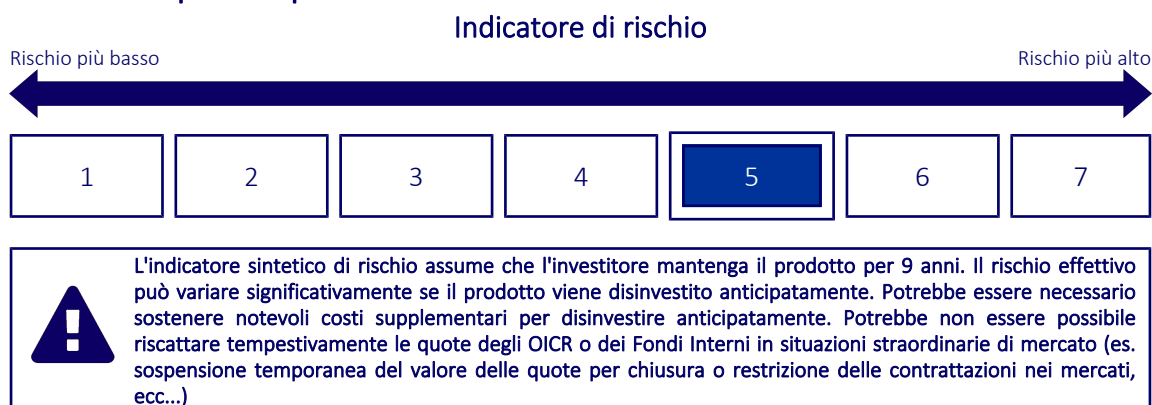 Indicatore di rischio
Rischio più basso
Rischio più alto
1 2 3 4 5 6 7
L'indicatore sintetico di rischio assume che l'investitore mantenga il prodotto per 9 anni. Il rischio effettivo
può variare significativamente se il prodotto viene disinvestito anticipatamente. Potrebbe essere necessario
sostenere notevoli costi supplementari per disinvestire anticipatamente. Potrebbe non essere possibile
riscattare tempestivamente le quote degli OICR o dei Fondi Interni in situazioni straordinarie di mercato (es.
sospensione temporanea del valore delle quote per chiusura o restrizione delle contrattazioni nei mercati,
ecc...)